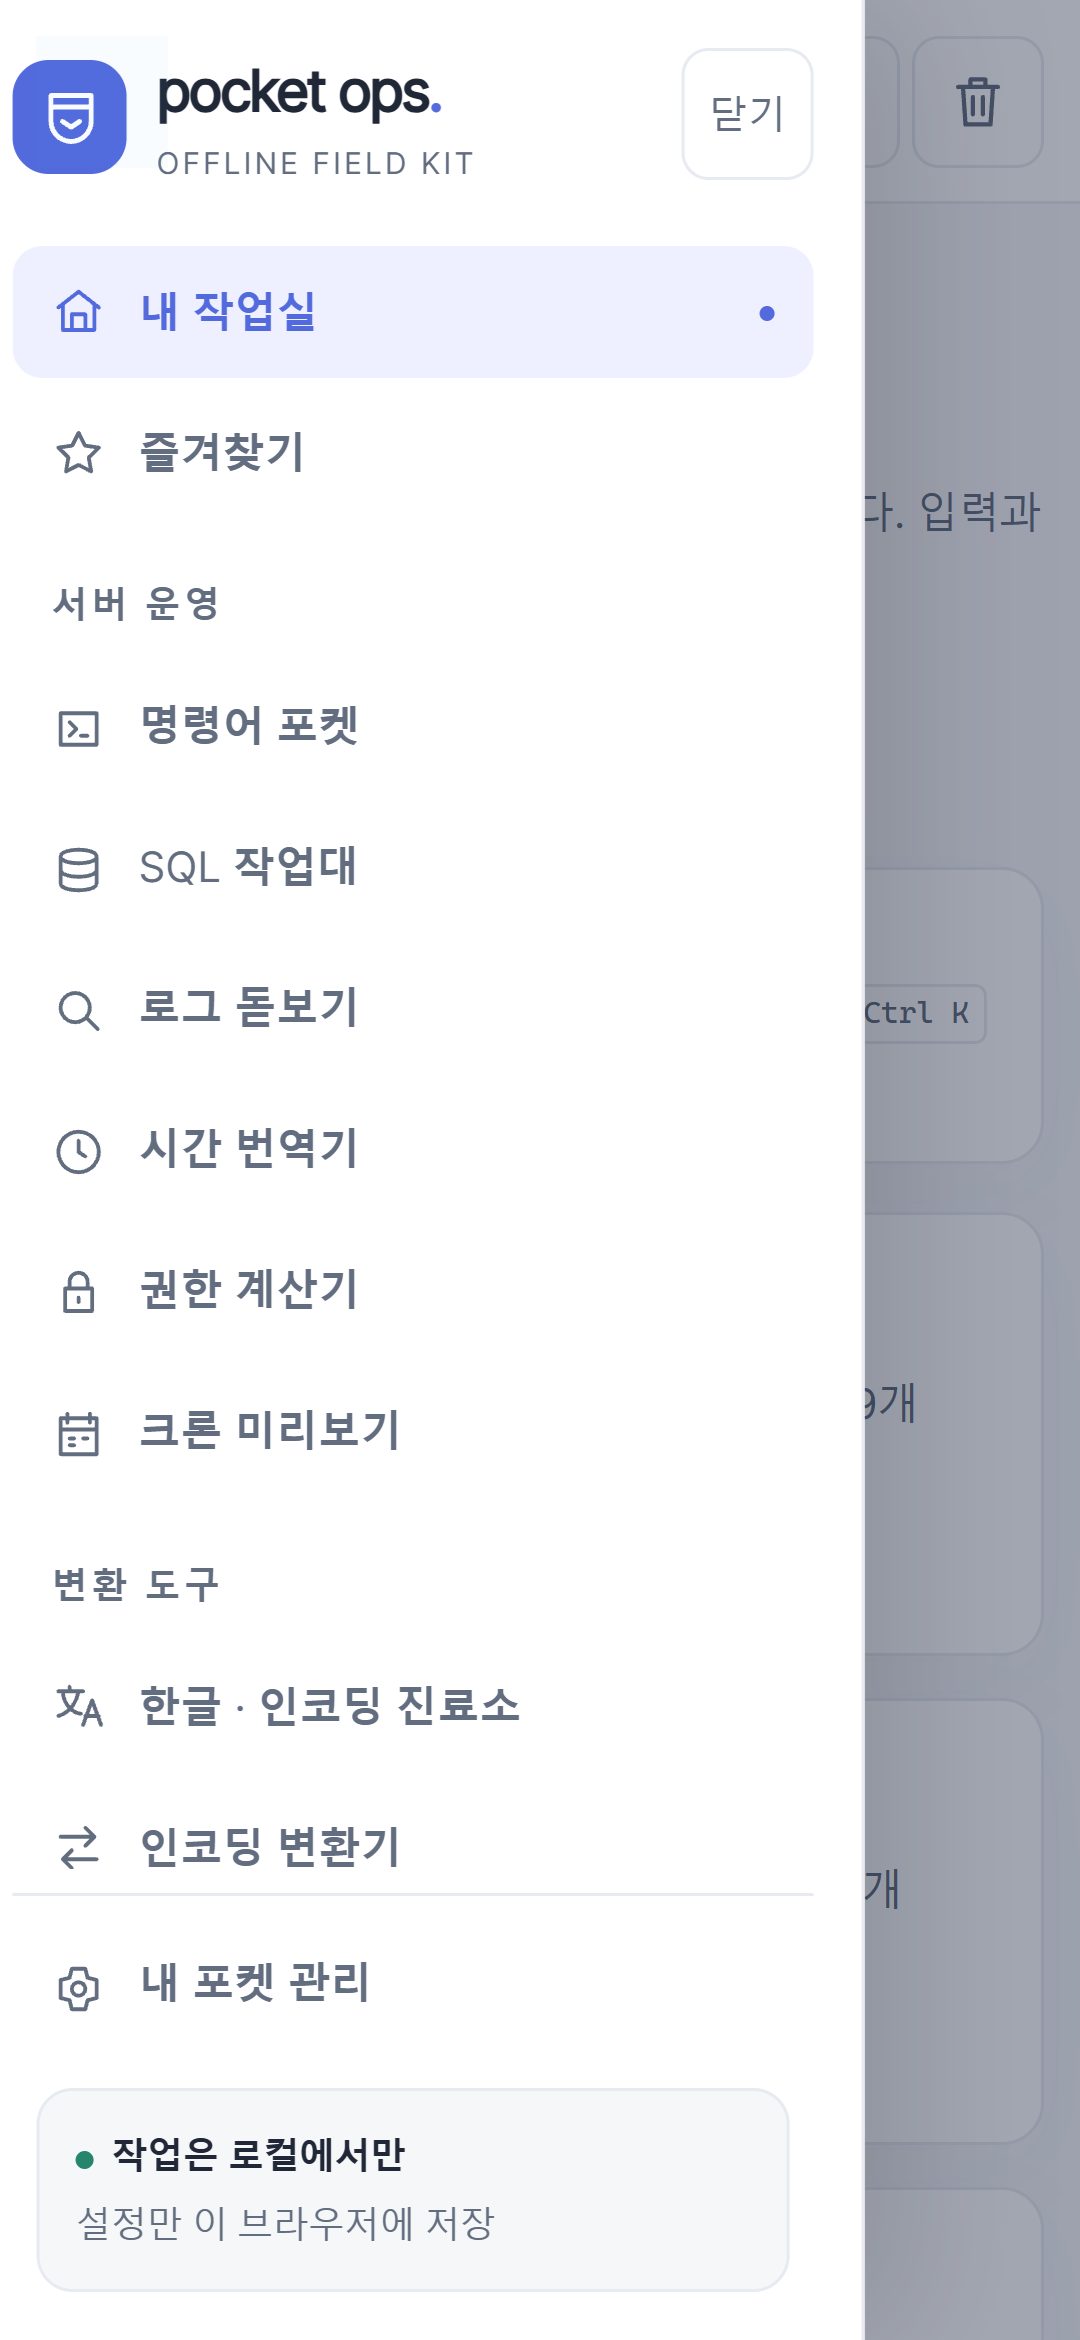 pocket ops.
OFFLINE FIELD KIT
닫기
내 작업실
즐겨찾기
서버 운영
명령어 포켓
SQL 작업대
로그 돋보기
시간 번역기
권한 계산기
크론 미리보기
변환 도구
한글 · 인코딩 진료소
인코딩 변환기
내 포켓 관리
작업은 로컬에서만
설정만 이 브라우저에 저장
다. 입력과
Ctrl K
9개
개